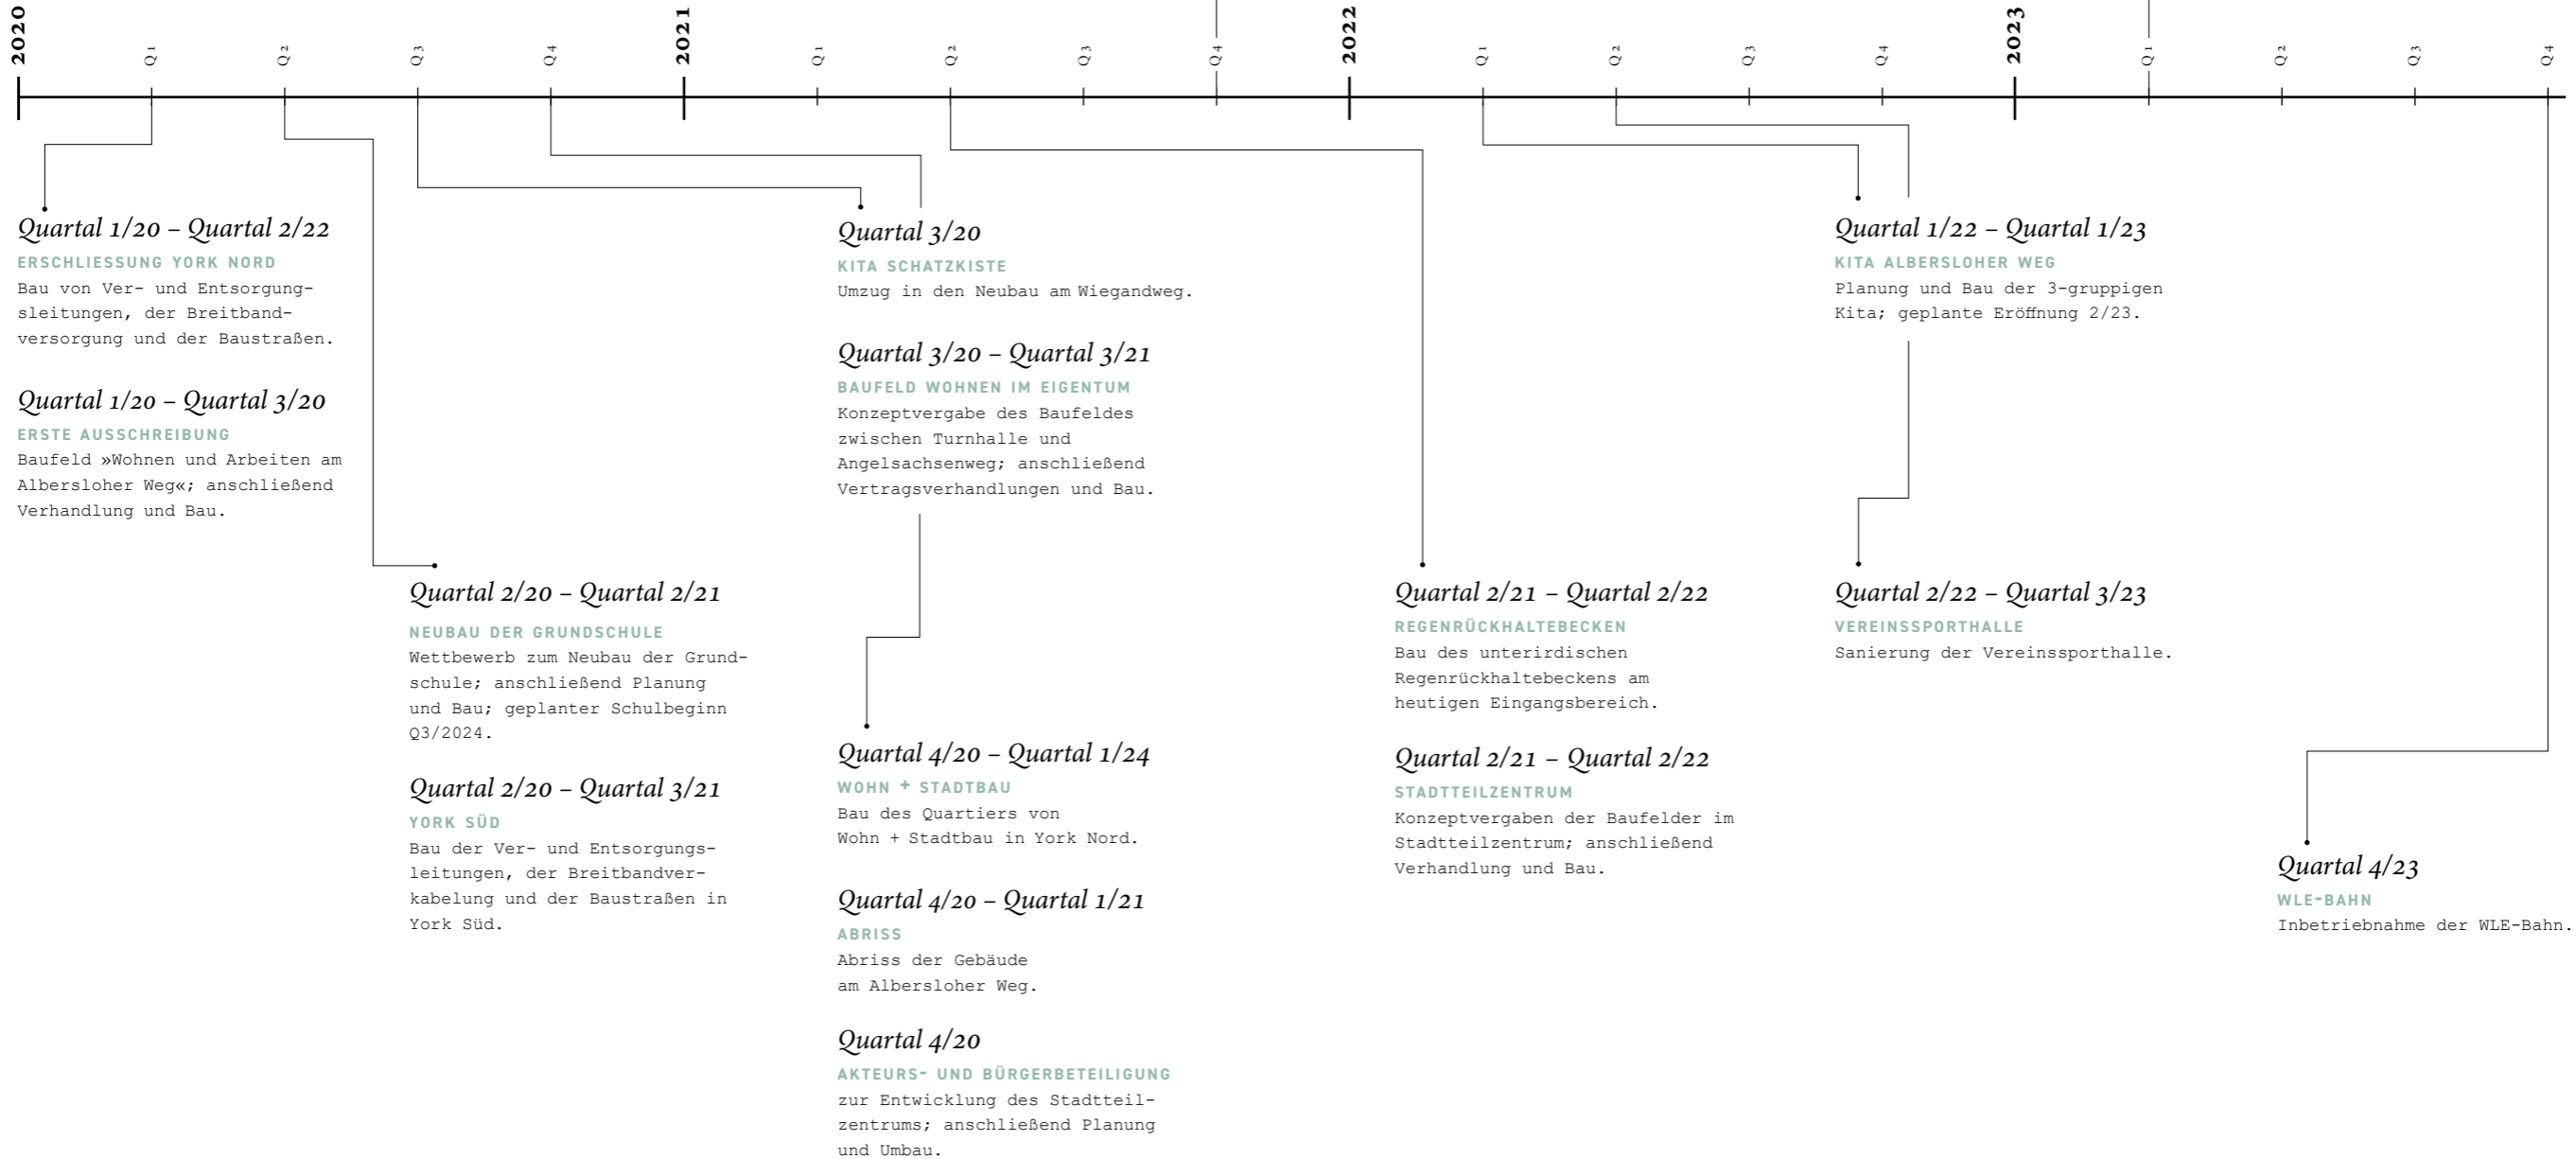 2020
Q1
Q2
Q3
Q4
2021
Q1
Q2
Q3
Q4
2022
Q1
Q2
Q3
Q4
2023
Q1
Q2
Q3
Q4
Quartal 1/20 – Quartal 2/22
ERSCHLIESSUNG YORK NORD
Bau von Ver- und Entsorgung-
sleitungen, der Breitband-
versorgung und der Baustraßen.
Quartal 1/20 – Quartal 3/20
ERSTE AUSSCHREIBUNG
Baufeld »Wohnen und Arbeiten am
Albersloher Weg«; anschließend
Verhandlung und Bau.
Quartal 2/20 – Quartal 2/21
NEUBAU DER GRUNDSCHULE
Wettbewerb zum Neubau der Grund-
schule; anschließend Planung
und Bau; geplanter Schulbeginn
Q3/2024.
Quartal 2/20 – Quartal 3/21
YORK SÜD
Bau der Ver- und Entsorgungs-
leitungen, der Breitbandver-
kabelung und der Baustraßen in
York Süd.
Quartal 3/20
KITA SCHATZKISTE
Umzug in den Neubau am Wiegandweg.
Quartal 3/20 – Quartal 3/21
BAUFELD WOHNEN IM EIGENTUM
Konzeptvergabe des Baufeldes
zwischen Turnhalle und
Angelsachsenweg; anschließend
Vertragsverhandlungen und Bau.
Quartal 4/20 – Quartal 1/24
WOHN + STADTBAU
Bau des Quartiers von
Wohn + Stadtbau in York Nord.
Quartal 4/20 – Quartal 1/21
ABRISS
Abriss der Gebäude
am Albersloher Weg.
Quartal 4/20
AKTEURS- UND BÜRGERBETEILIGUNG
zur Entwicklung des Stadtteil-
zentrums; anschließend Planung
und Umbau.
Quartal 2/21 – Quartal 2/22
REGENRÜCKHALTEBECKEN
Bau des unterirdischen
Regenrückhaltebeckens am
heutigen Eingangsbereich.
Quartal 2/21 – Quartal 2/22
STADTTEILZENTRUM
Konzeptvergaben der Baufelder im
Stadtteilzentrum; anschließend
Verhandlung und Bau.
Quartal 1/22 – Quartal 1/23
KITA ALBERSLOHER WEG
Planung und Bau der 3-gruppigen
Kita; geplante Eröffnung 2/23.
Quartal 2/22 – Quartal 3/23
VEREINSSPORTHALLE
Sanierung der Vereinssporthalle.
Quartal 4/23
WLE-BAHN
Inbetriebnahme der WLE-Bahn.